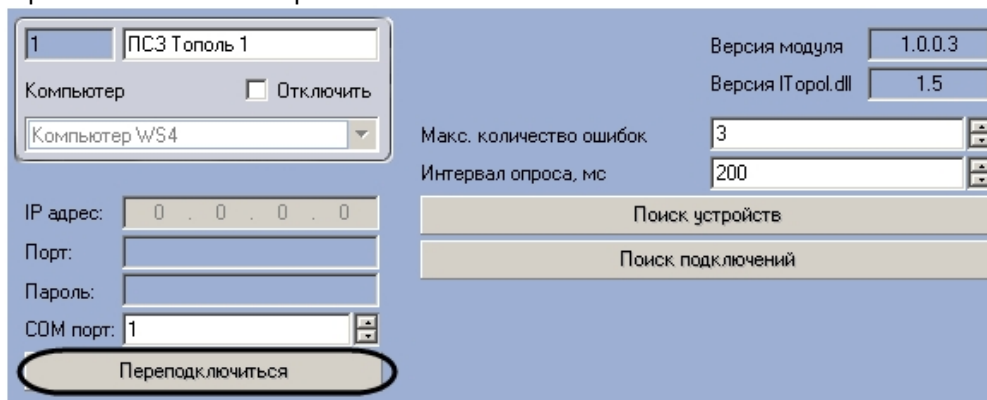 1 ПСЗ Тополь 1
Компьютер Отключить
Компьютер WS4
IP адрес: 0 . 0 . 0 . 0
Порт:
Пароль:
COM порт: 1
Переподключиться
Версия модуля 1.0.0.3
Версия ITopol.dll 1.5
Макс. количество ошибок 3
Интервал опроса, мс 200
Поиск устройств
Поиск подключений